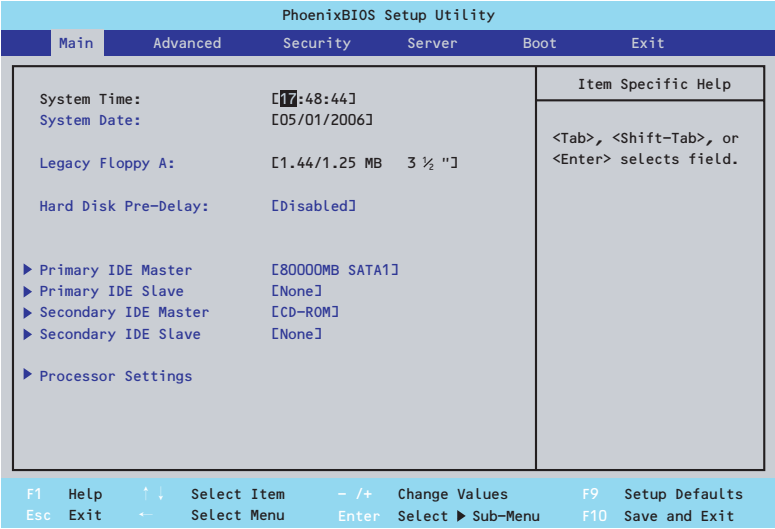 PhoenixBIOS Setup Utility
Main Advanced Security Server Boot Exit
Item Specific Help
System Time: [17:48:44]
System Date: [05/01/2006]
<Tab>, <Shift-Tab>, or
<Enter> selects field.
Legacy Floppy A: [1.44/1.25 MB 3 ½ "]
Hard Disk Pre-Delay: [Disabled]
▶ Primary IDE Master [80000MB SATA1]
▶ Primary IDE Slave [None]
▶ Secondary IDE Master [CD-ROM]
▶ Secondary IDE Slave [None]
▶ Processor Settings
F1 Help ↑↓ Select Item - /+ Change Values F9 Setup Defaults
Esc Exit ← Select Menu Enter Select ▶ Sub-Menu F10 Save and Exit